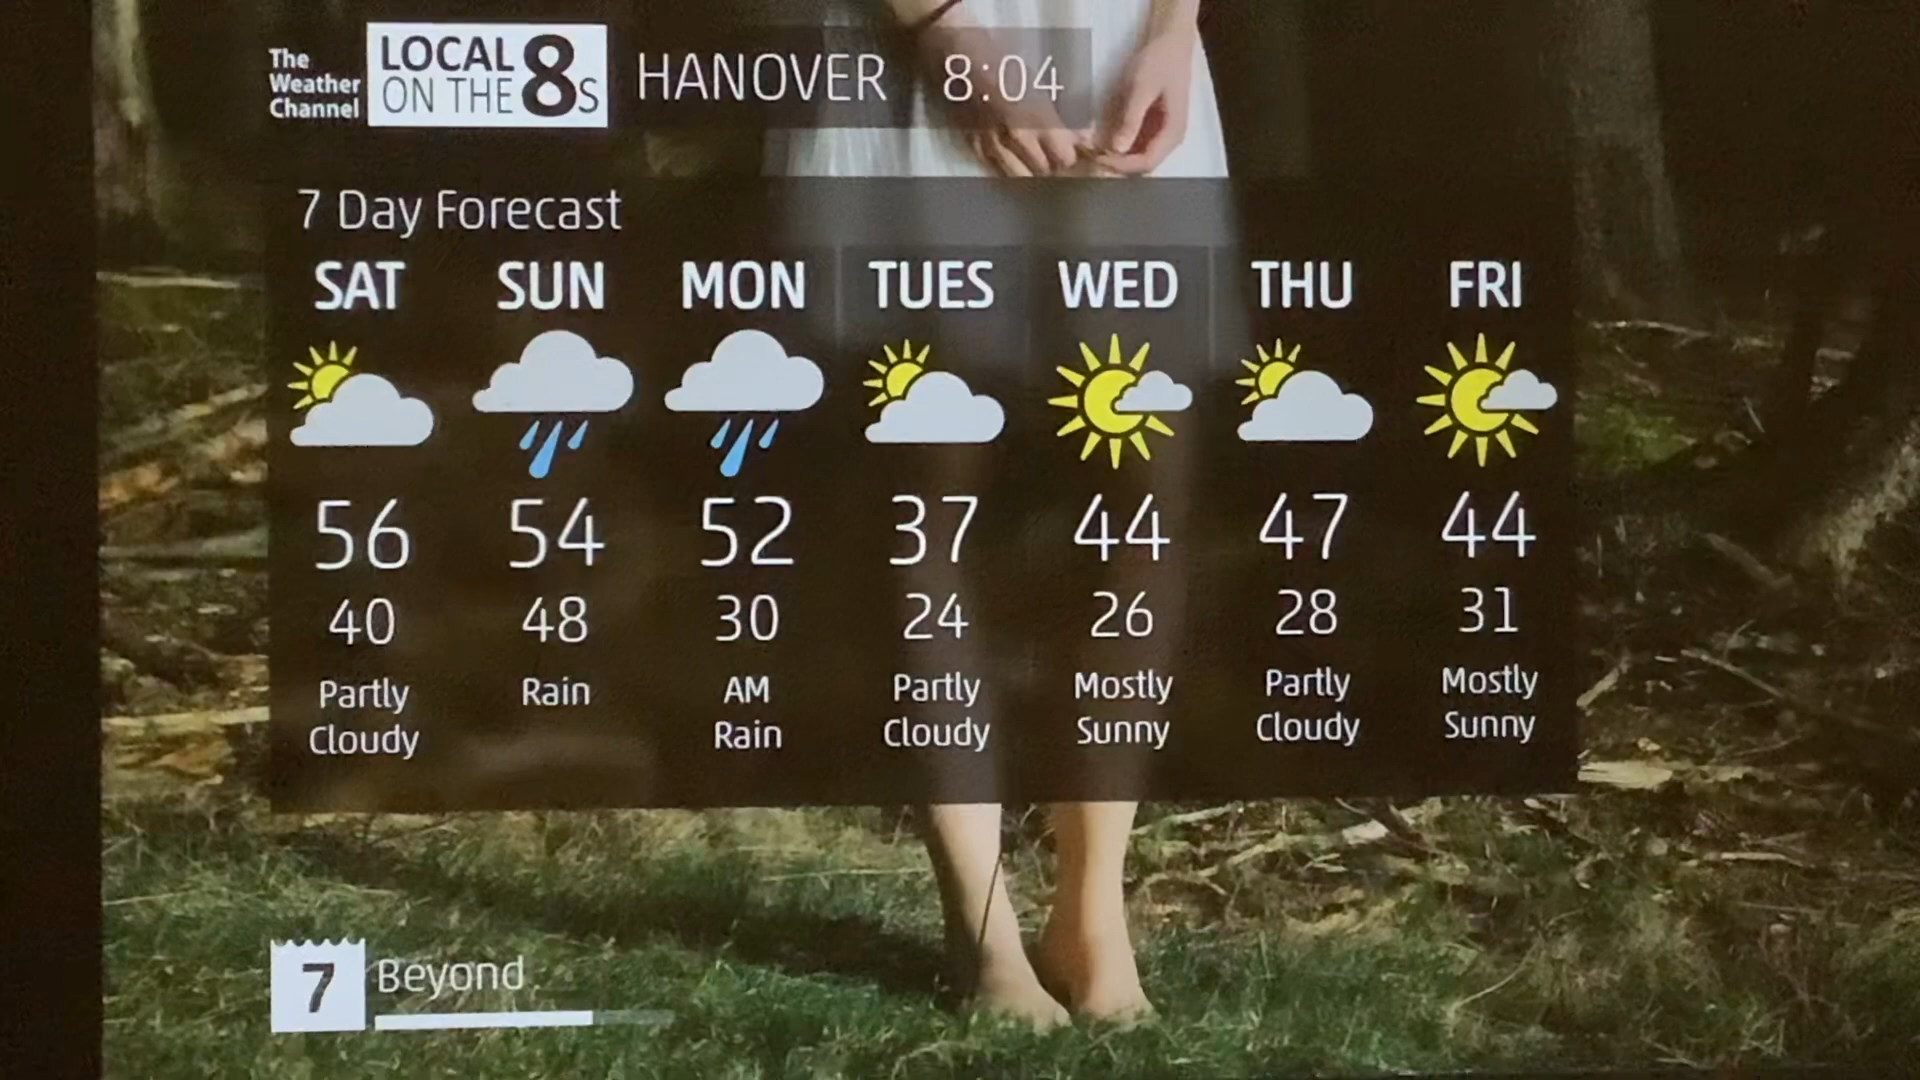 The
Weather
Channel
LOCAL
ON THE 8s
HANOVER 8:04
7 Day Forecast
SAT SUN MON TUES WED THU FRI
56 54 52 37 44 47 44
40 48 30 24 26 28 31
Partly Cloudy
Rain
AM Rain
Partly Cloudy
Mostly Sunny
Partly Cloudy
Mostly Sunny
7 Beyond